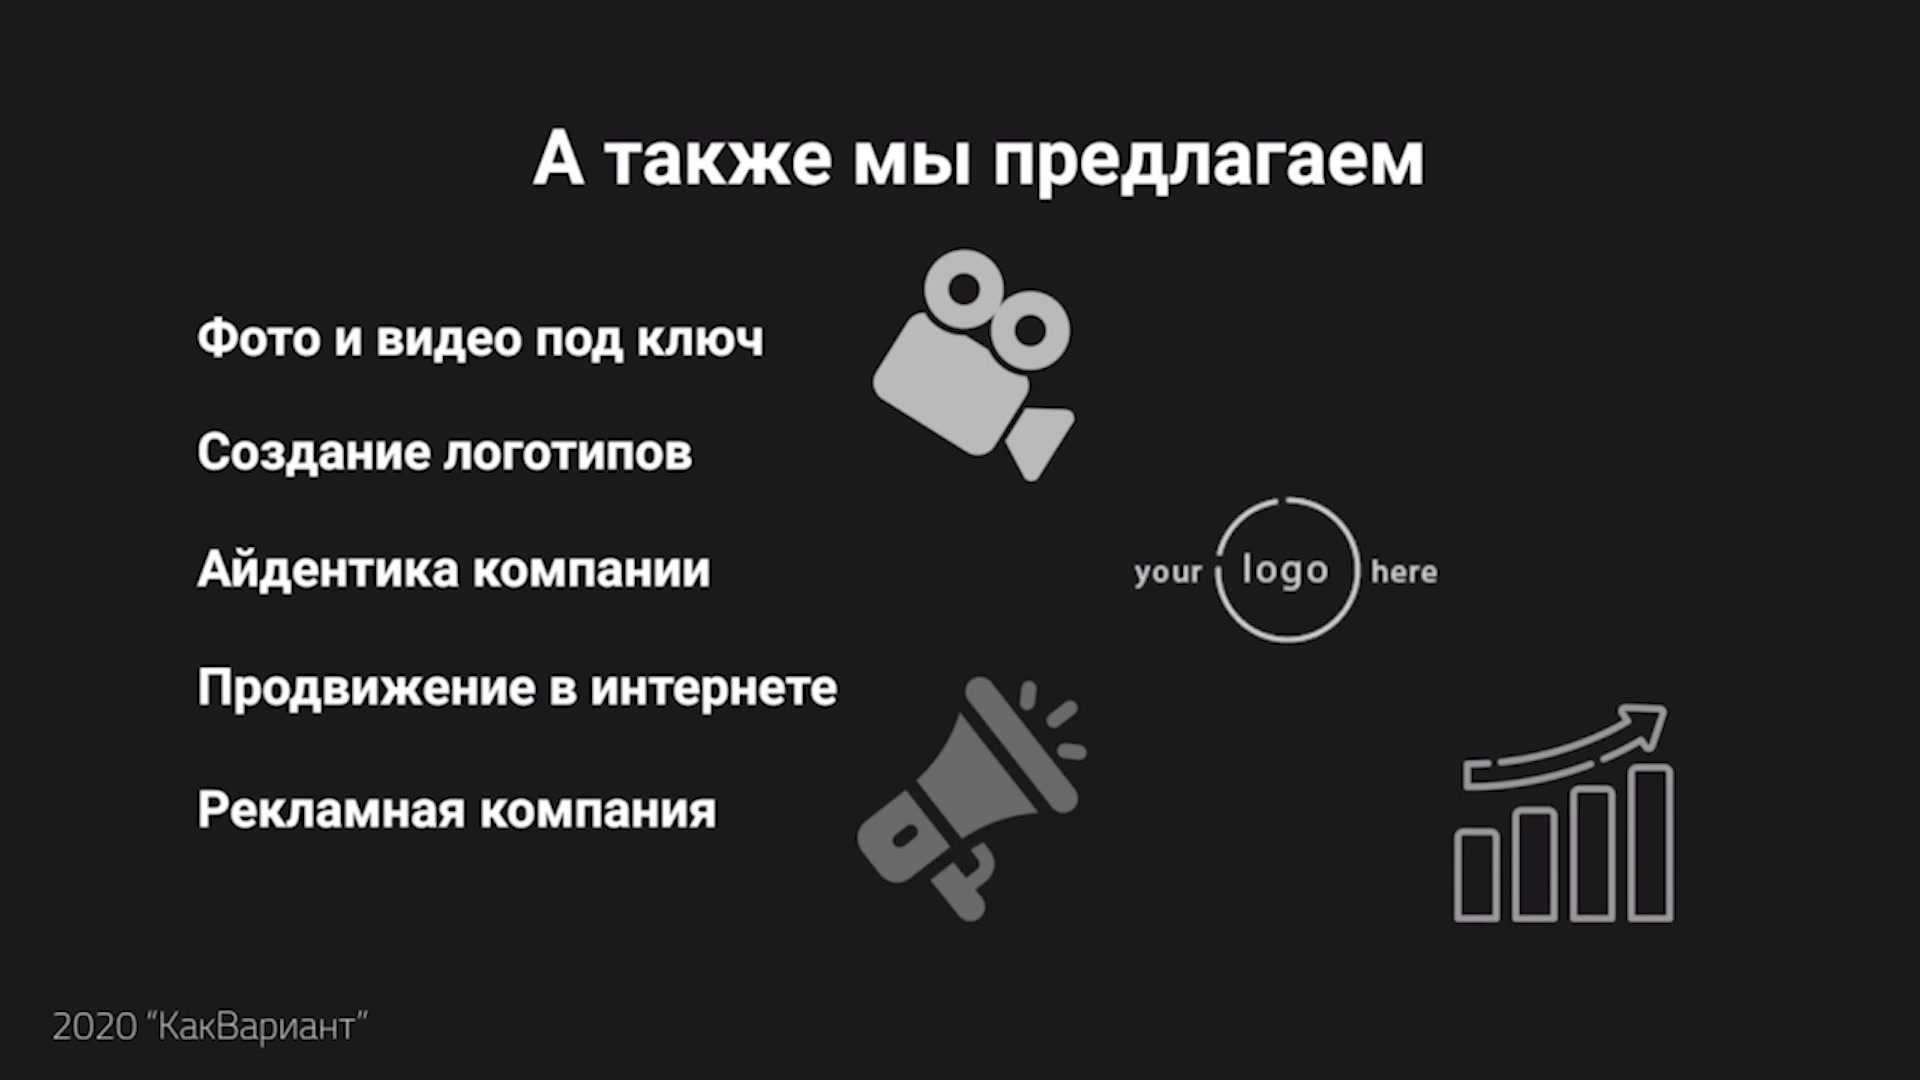 А также мы предлагаем
Фото и видео под ключ
Создание логотипов
Айдентика компании
your logo here
Продвижение в интернете
Рекламная компания
2020 “КакВариант”